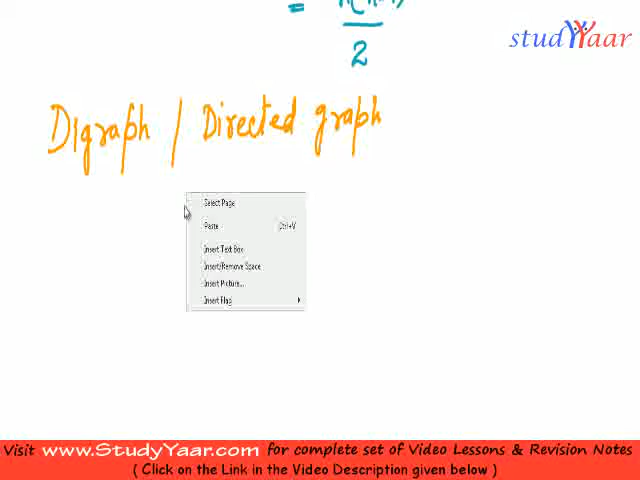 =
2
studYYaar
Digraph / Directed graph
Select Page
Paste Ctrl+V
Insert Text Box
Insert/Remove Space
Insert Picture...
Insert Flag
Visit www.StudyYaar.com for complete set of Video Lessons & Revision Notes
( Click on the Link in the Video Description given below )